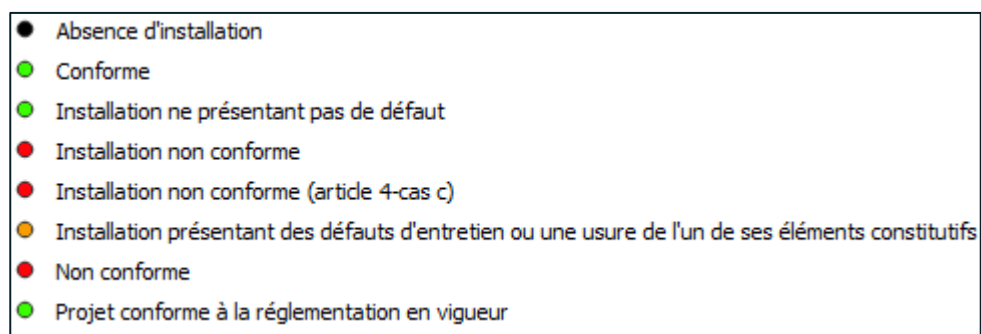 Absence d'installation
Conforme
Installation ne présentant pas de défaut
Installation non conforme
Installation non conforme (article 4-cas c)
Installation présentant des défauts d'entretien ou une usure de l'un de ses éléments constitutifs
Non conforme
Projet conforme à la réglementation en vigueur